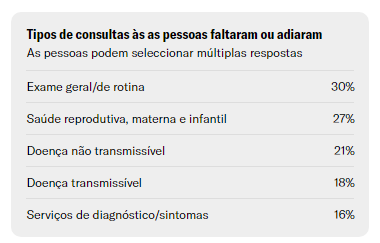 Tipos de consultas às as pessoas faltaram ou adiaram
As pessoas podem seleccionar múltiplas respostas
Exame geral/de rotina 30%
Saúde reprodutiva, materna e infantil 27%
Doença não transmissível 21%
Doença transmissível 18%
Serviços de diagnóstico/sintomas 16%